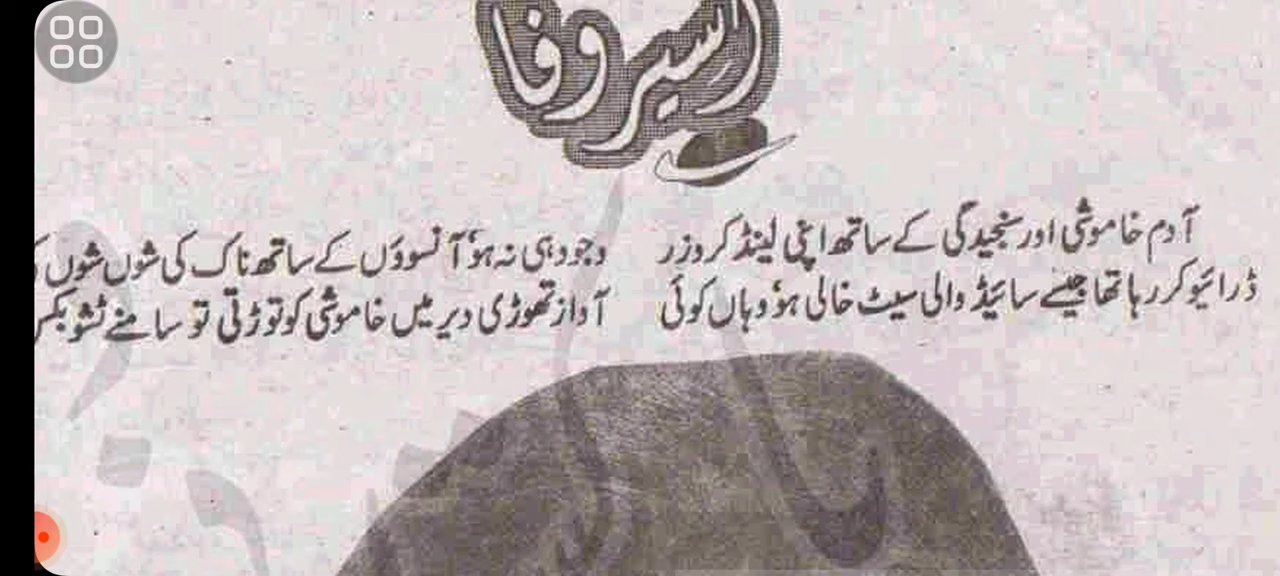 اسیر وفا
آدم خاموشی اور سنجیدگی کے ساتھ اپنی لینڈ کروزر
ڈرائیو کر رہا تھا جیسے سائیڈ والی سیٹ خالی ہو، وہاں کوئی
وجود ہی نہ ہو، آنسوؤں کے ساتھ ناک کی شوں شوں
آواز تھوڑی دیر میں خاموشی کو توڑتی تو سامنے ٹشو بکس